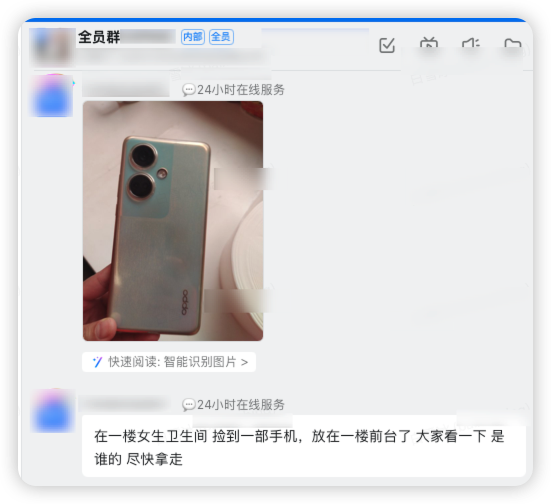 全员群
内部 全员
24小时在线服务
oppo
快速阅读: 智能识别图片 >
24小时在线服务
在一楼女生卫生间 捡到一部手机，放在一楼前台了 大家看一下 是
谁的 尽快拿走